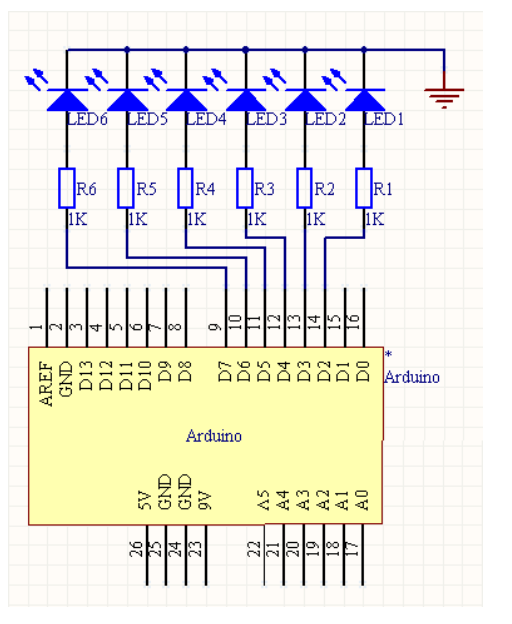 LED6 LED5 LED4 LED3 LED2 LED1
R6 R5 R4 R3 R2 R1
1K 1K 1K 1K 1K 1K
1 2 3 4 5 6 7 8 9 10 11 12 13 14 15 16
AREF GND D13 D12 D11 D10 D9 D8 D7 D6 D5 D4 D3 D2 D1 D0
*
Arduino
Arduino
5V GND GND 9V A5 A4 A3 A2 A1 A0
26 25 24 23 22 21 20 19 18 17